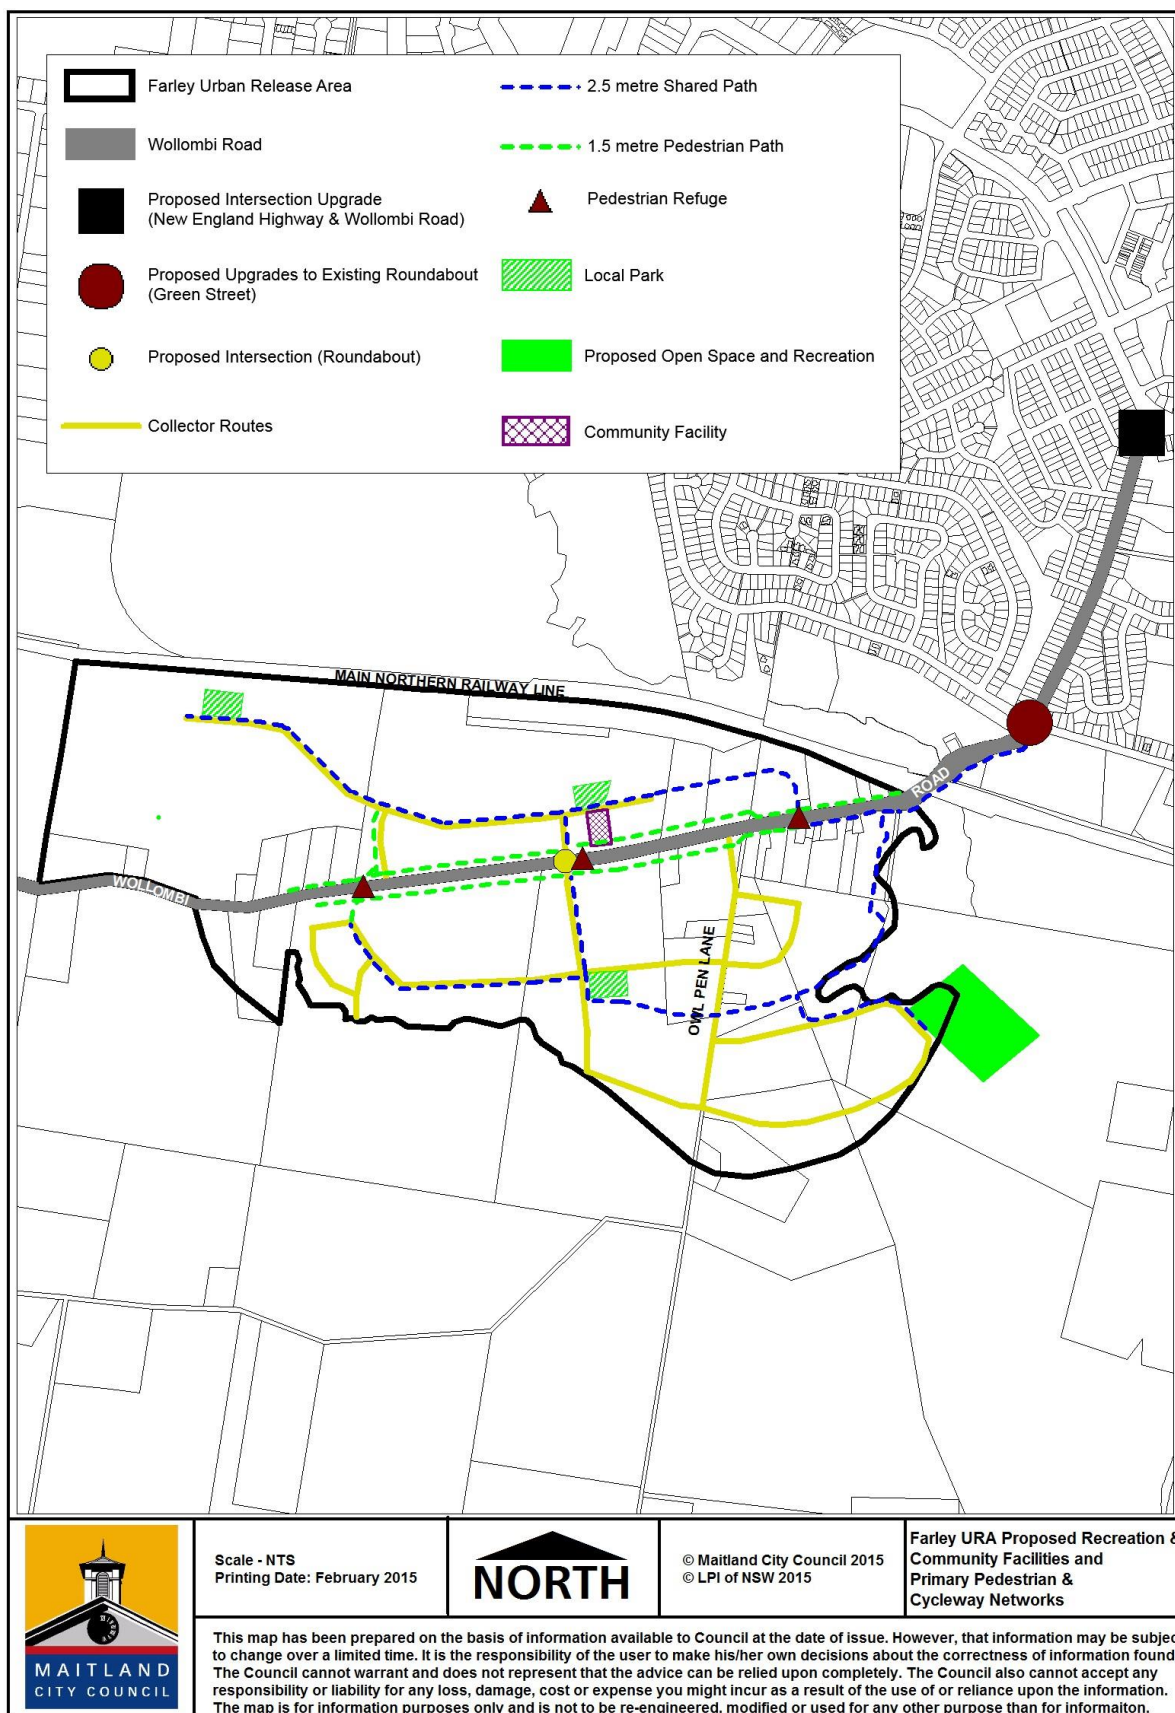 Farley Urban Release Area
Wollombi Road
Proposed Intersection Upgrade
(New England Highway & Wollombi Road)
Proposed Upgrades to Existing Roundabout
(Green Street)
Proposed Intersection (Roundabout)
Collector Routes
2.5 metre Shared Path
1.5 metre Pedestrian Path
Pedestrian Refuge
Local Park
Proposed Open Space and Recreation
Community Facility
MAIN NORTHERN RAILWAY LINE
ROAD
WOLLOMBI
OWL PEN LANE
MAITLAND
CITY COUNCIL
Scale - NTS
Printing Date: February 2015
NORTH
© Maitland City Council 2015
© LPI of NSW 2015
Farley URA Proposed Recreation &
Community Facilities and
Primary Pedestrian &
Cycleway Networks
This map has been prepared on the basis of information available to Council at the date of issue. However, that information may be subjec
to change over a limited time. It is the responsibility of the user to make his/her own decisions about the correctness of information found
The Council cannot warrant and does not represent that the advice can be relied upon completely. The Council also cannot accept any
responsibility or liability for any loss, damage, cost or expense you might incur as a result of the use of or reliance upon the information.
The map is for information purposes only and is not to be re-engineered, modified or used for any other purpose than for informaiton.